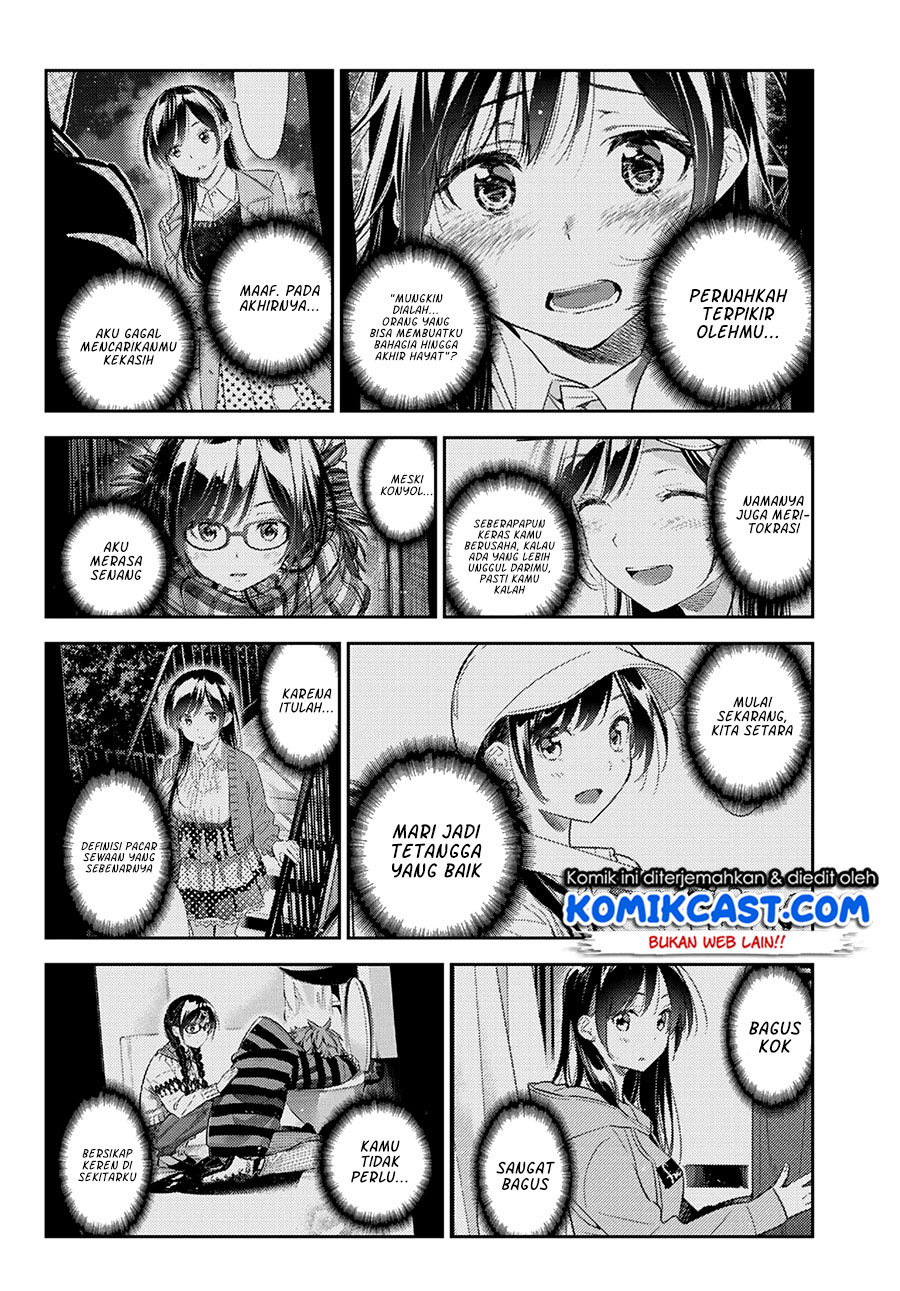 PERNAHKAH
TERPIKIR
OLEHMU...
"MUNGKIN
DIALAH...
ORANG YANG
BISA MEMBUATKU
BAHAGIA HINGGA
AKHIR HAYAT"?
MAAF. PADA
AKHIRNYA...
AKU GAGAL
MENCARIKANMU
KEKASIH
NAMANYA
JUGA MERI-
TOKRASI
SEBERAPAPUN
KERAS KAMU
BERUSAHA, KALAU
ADA YANG LEBIH
UNGGUL DARIMU,
PASTI KAMU
KALAH
MESKI
KONYOL...
AKU
MERASA
SENANG
MULAI
SEKARANG,
KITA SETARA
MARI JADI
TETANGGA
YANG BAIK
KARENA
ITULAH...
DEFINISI PACAR
SEWAAN YANG
SEBENARNYA
Komik ini diterjemahkan & diedit oleh
KOMIKCAST.COM
BUKAN WEB LAIN!!
BAGUS
KOK
SANGAT
BAGUS
KAMU
TIDAK
PERLU...
BERSIKAP
KEREN DI
SEKITARKU